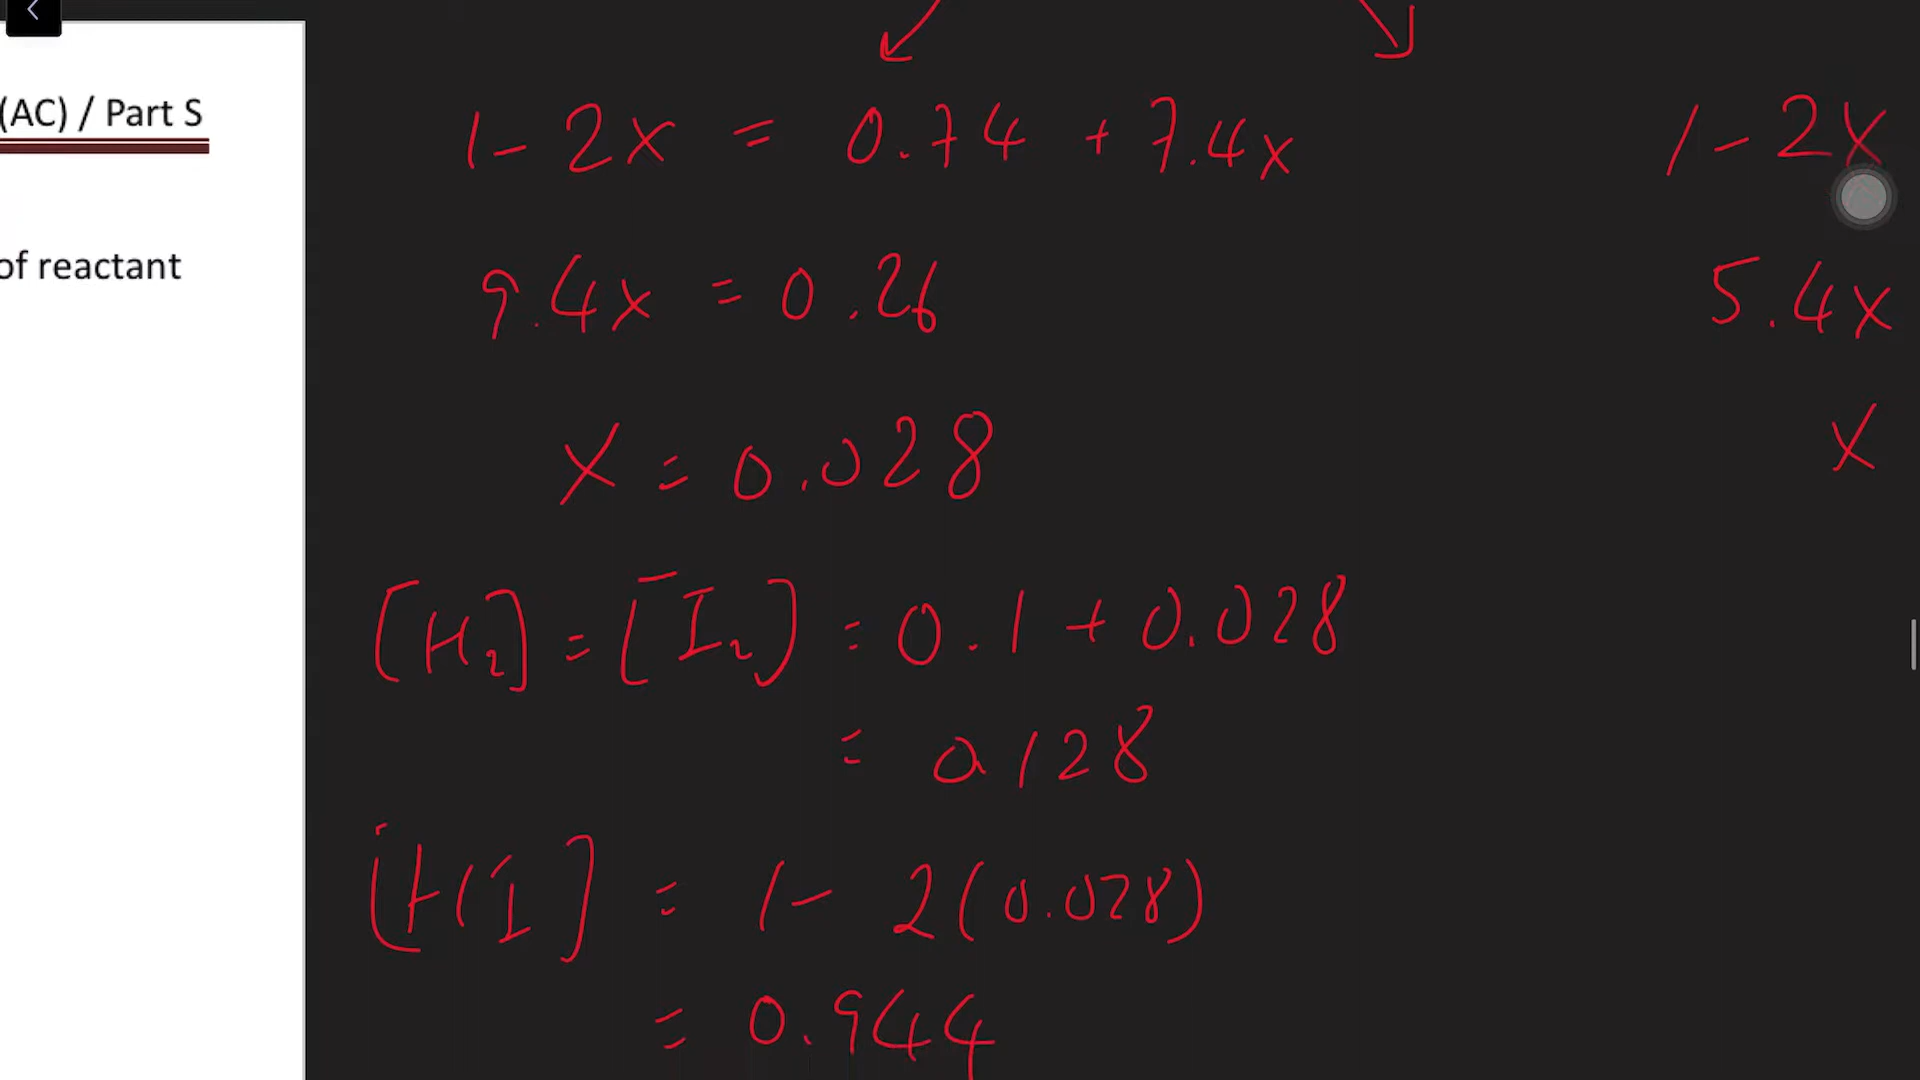 (AC) / Part S
of reactant
1 - 2x = 0.74 + 7.4x
9.4x = 0.26
x = 0.028
[H₂] = [I₂] = 0.1 + 0.028
= 0.128
[HI] = 1 - 2(0.028)
= 0.944
1 - 2x
5.4x
x